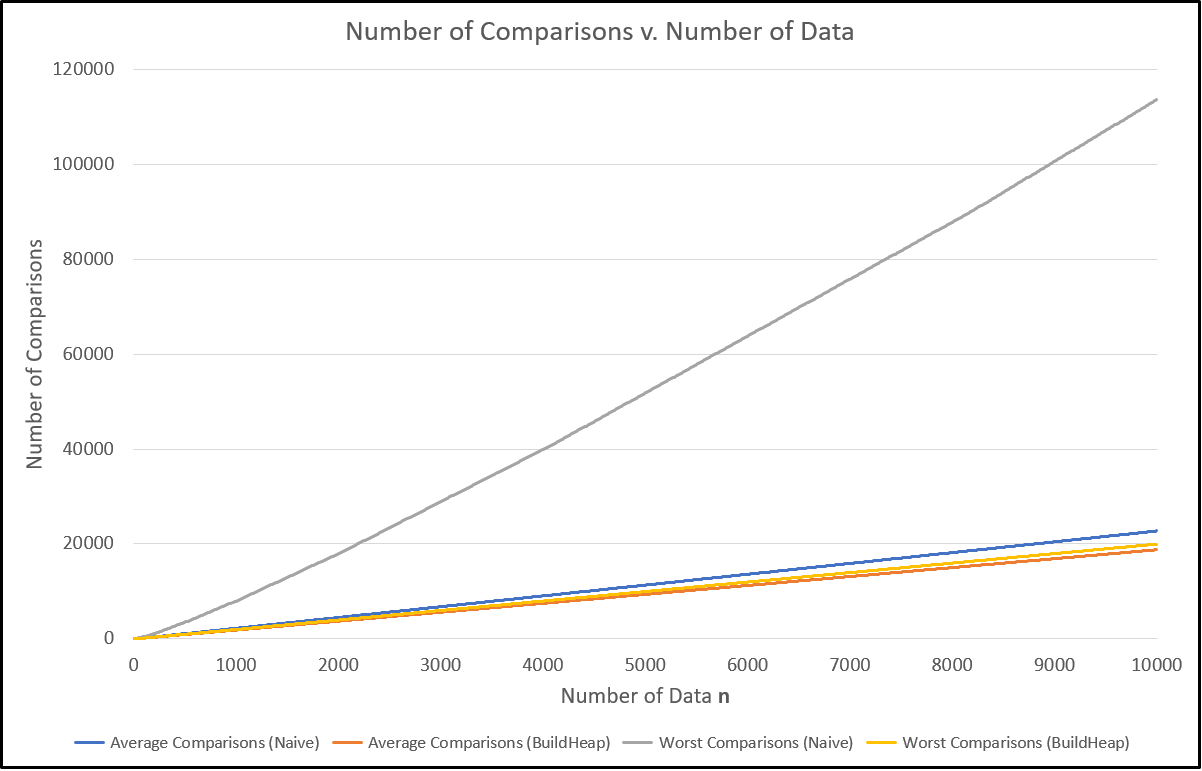 Number of Comparisons v. Number of Data
120000
100000
80000
60000
40000
20000
0
Number of Comparisons
0 1000 2000 3000 4000 5000 6000 7000 8000 9000 10000
Number of Data n
Average Comparisons (Naive) Average Comparisons (BuildHeap) Worst Comparisons (Naive) Worst Comparisons (BuildHeap)